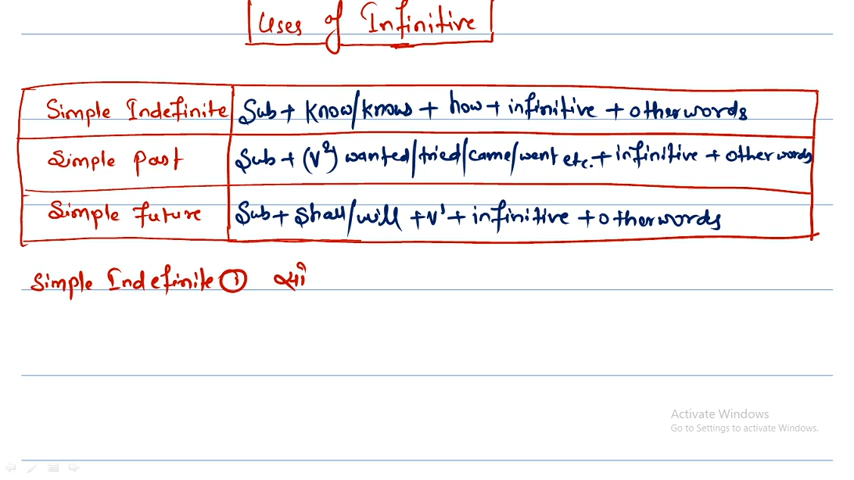 Uses of Infinitive
Simple Indefinite Sub + know/knows + how + infinitive + other words
Simple Past Sub + (V²) wanted/tried/came/went etc. + infinitive + other words
Simple Future Sub + Shall/will + V¹ + infinitive + other words
Simple Indefinite ①
Activate Windows
Go to Settings to activate Windows.